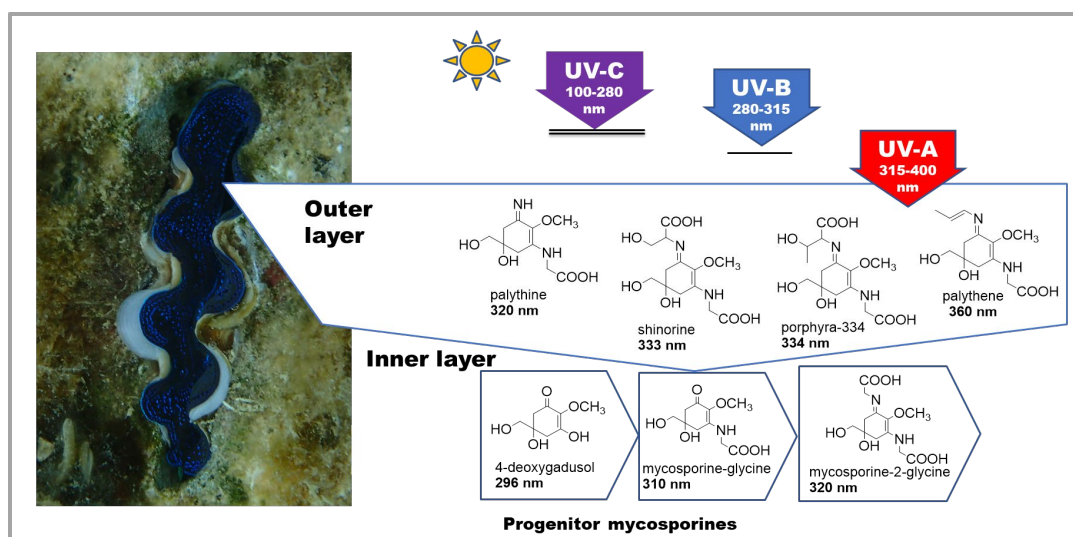 UV-C
100-280
nm
UV-B
280-315
nm
UV-A
315-400
nm
Outer
layer
NH
OCH3
HO
OH
NH
COOH
palythine
320 nm
COOH
HO
N
OCH3
HO
OH
NH
COOH
shinorine
333 nm
COOH
HO
N
OCH3
HO
OH
NH
COOH
porphyra-334
334 nm
N
OCH3
HO
OH
NH
COOH
palythene
360 nm
Inner layer
O
OCH3
HO
OH
OH
4-deoxygadusol
296 nm
O
OCH3
HO
OH
NH
COOH
mycosporine-glycine
310 nm
COOH
N
OCH3
HO
OH
NH
COOH
mycosporine-2-glycine
320 nm
Progenitor mycosporines